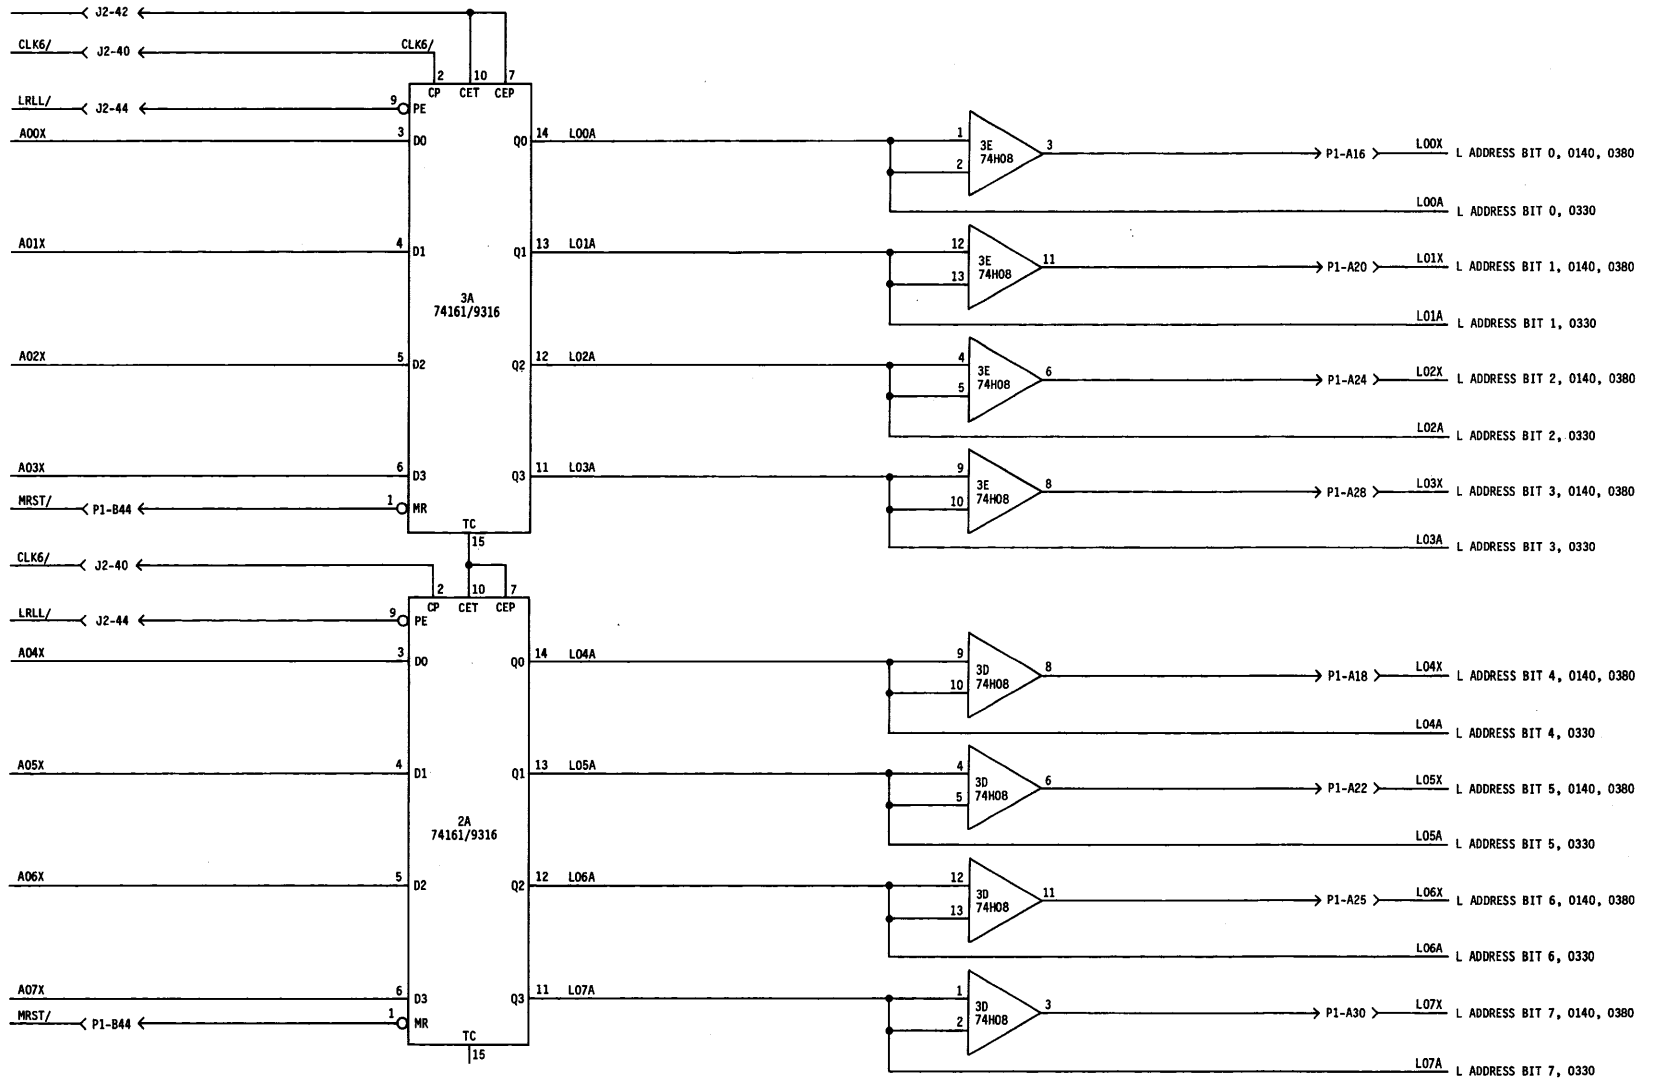 J2-42
CLK6/ J2-40 CLK6/
2 10 7
CP CET CEP
LRLL/ J2-44 9 PE
A00X 3 D0 Q0 14 L00A 1 3E 74H08 2 3 P1-A16 L00X L ADDRESS BIT 0, 0140, 0380
L00A L ADDRESS BIT 0, 0330
A01X 4 D1 Q1 13 L01A 12 3E 74H08 13 11 P1-A20 L01X L ADDRESS BIT 1, 0140, 0380
3A
74161/9316
L01A L ADDRESS BIT 1, 0330
A02X 5 D2 Q2 12 L02A 4 3E 74H08 5 6 P1-A24 L02X L ADDRESS BIT 2, 0140, 0380
L02A L ADDRESS BIT 2, 0330
A03X 6 D3 Q3 11 L03A 9 3E 74H08 10 8 P1-A28 L03X L ADDRESS BIT 3, 0140, 0380
MRST/ P1-B44 1 MR
TC
15
L03A L ADDRESS BIT 3, 0330
CLK6/ J2-40
2 10 7
CP CET CEP
LRLL/ J2-44 9 PE
A04X 3 D0 Q0 14 L04A 9 3D 74H08 10 8 P1-A18 L04X L ADDRESS BIT 4, 0140, 0380
L04A L ADDRESS BIT 4, 0330
A05X 4 D1 Q1 13 L05A 4 3D 74H08 5 6 P1-A22 L05X L ADDRESS BIT 5, 0140, 0380
2A
74161/9316
L05A L ADDRESS BIT 5, 0330
A06X 5 D2 Q2 12 L06A 12 3D 74H08 13 11 P1-A25 L06X L ADDRESS BIT 6, 0140, 0380
L06A L ADDRESS BIT 6, 0330
A07X 6 D3 Q3 11 L07A 1 3D 74H08 2 3 P1-A30 L07X L ADDRESS BIT 7, 0140, 0380
MRST/ P1-B44 1 MR
TC
15
L07A L ADDRESS BIT 7, 0330